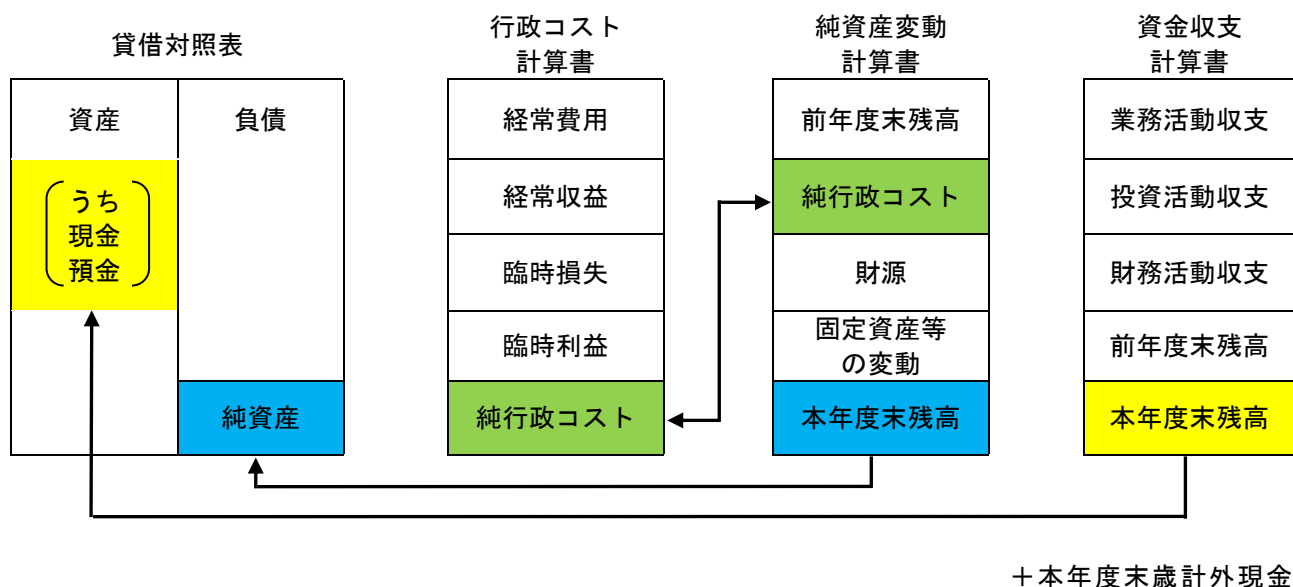 貸借対照表
資産
負債
うち
現金
預金
純資産
行政コスト
計算書
経常費用
経常収益
臨時損失
臨時利益
純行政コスト
純資産変動
計算書
前年度末残高
純行政コスト
財源
固定資産等
の変動
本年度末残高
資金収支
計算書
業務活動収支
投資活動収支
財務活動収支
前年度末残高
本年度末残高
＋本年度末歳計外現金